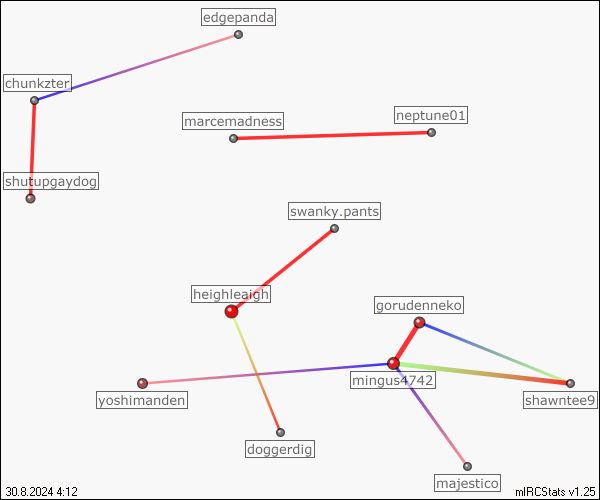 edgepanda
chunkzter
marcemadness
neptune01
shutupgaydog
swanky.pants
heighleaigh
gorudenneko
mingus4742
yoshimanden
shawntee9
doggerdig
majestico
30.8.2024 4:12
mIRCStats v1.25